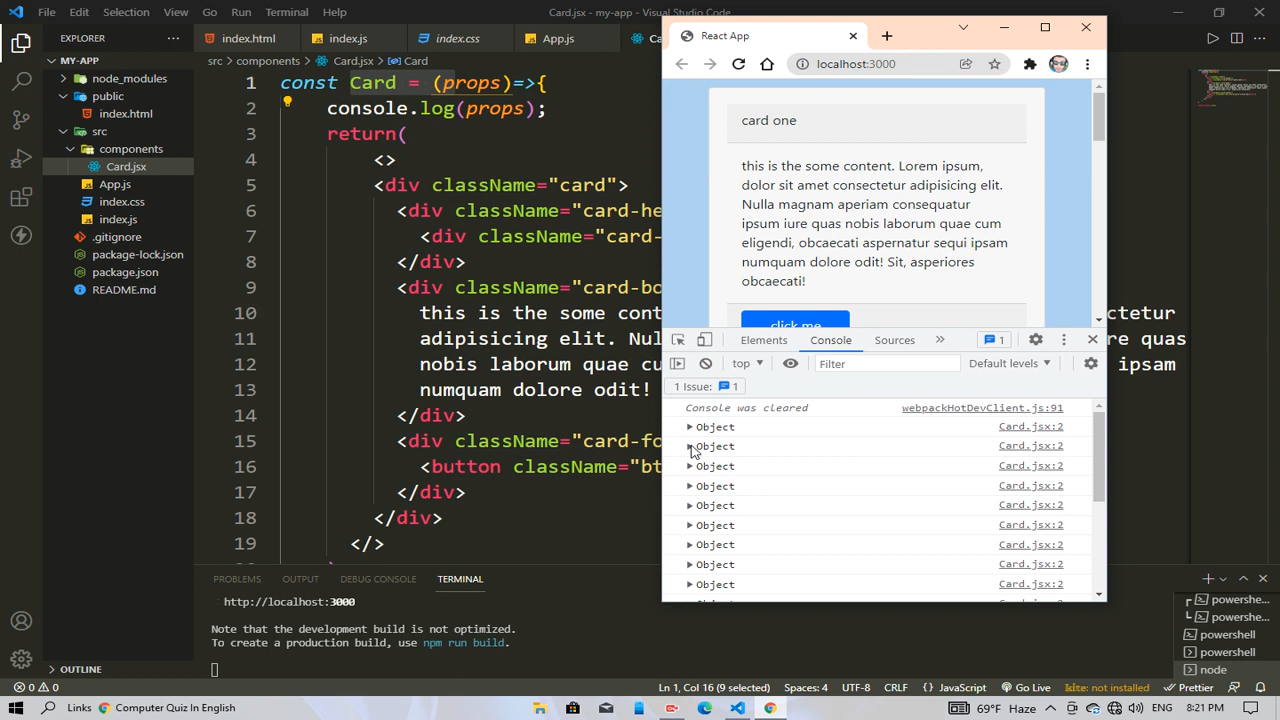 File Edit Selection View Go Run Terminal Help
Card.jsx - my-app - Visual Studio Code
EXPLORER
MY-APP
node_modules
public
index.html
src
components
Card.jsx
App.js
index.css
index.js
.gitignore
package-lock.json
package.json
README.md
OUTLINE
index.html index.js index.css App.js
src > components > Card.jsx > Card
1 const Card = (props)=>{
2 console.log(props);
3 return(
4 <>
5 <div className="card">
6 <div className="card-he
7 <div className="card-
8 </div>
9 <div className="card-bo
10 this is the some cont ctetur
11 adipisicing elit. Nul re quas
12 nobis laborum quae cu ipsam
13 numquam dolore odit!
14 </div>
15 <div className="card-fo
16 <button className="bt
17 </div>
18 </div>
19 </>
React App
localhost:3000
card one
this is the some content. Lorem ipsum,
dolor sit amet consectetur adipisicing elit.
Nulla magnam aperiam consequatur
ipsum iure quas nobis laborum quae cum
eligendi, obcaecati aspernatur sequi ipsam
numquam dolore odit! Sit, asperiores
obcaecati!
click me
Elements Console Sources 1
top Filter Default levels
1 Issue: 1
Console was cleared webpackHotDevClient.js:91
Object Card.jsx:2
Object Card.jsx:2
Object Card.jsx:2
Object Card.jsx:2
Object Card.jsx:2
Object Card.jsx:2
Object Card.jsx:2
Object Card.jsx:2
Object Card.jsx:2
PROBLEMS OUTPUT DEBUG CONSOLE TERMINAL
http://localhost:3000
Note that the development build is not optimized.
To create a production build, use npm run build.
powershe...
powershe...
powershell
powershell
node
0 0 Ln 1, Col 16 (9 selected) Spaces: 4 UTF-8 CRLF {} JavaScript Go Live kite: not installed Prettier
Links Computer Quiz In English 69°F Haze ENG 8:21 PM